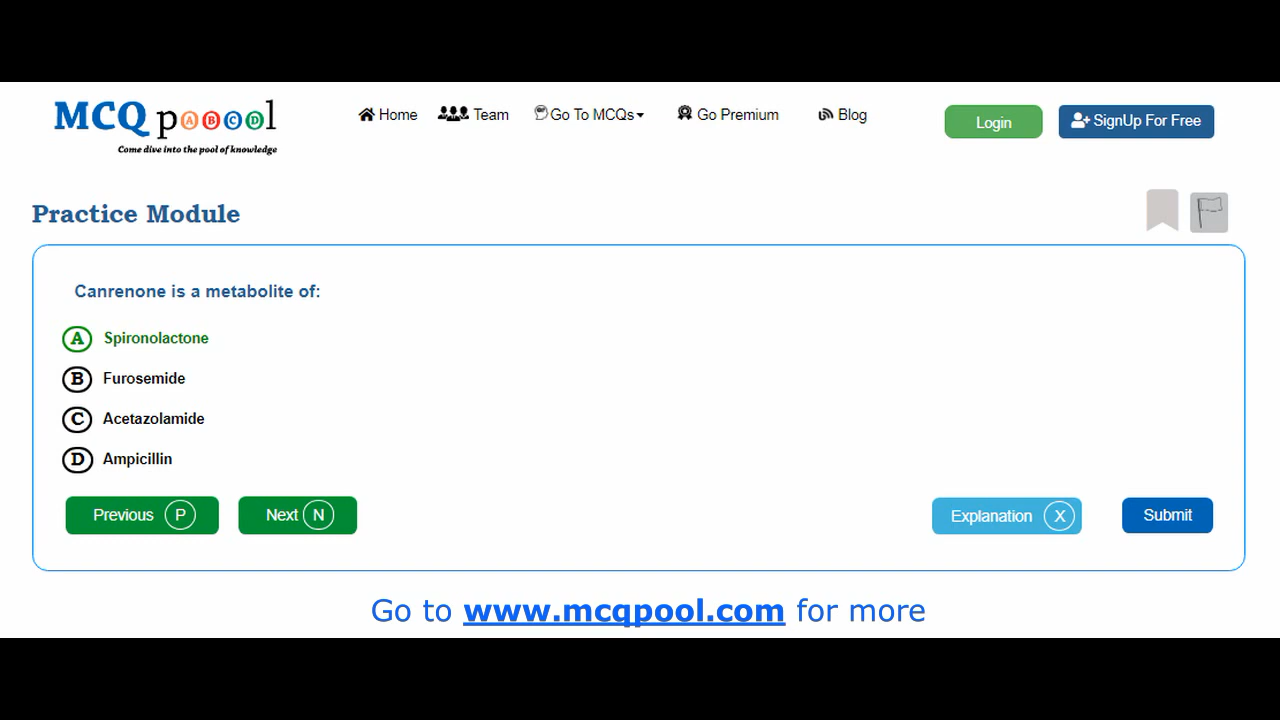 MCQ pABCDl
Come dive into the pool of knowledge
Home Team Go To MCQs Go Premium Blog
Login SignUp For Free
Practice Module
Canrenone is a metabolite of:
A Spironolactone
B Furosemide
C Acetazolamide
D Ampicillin
Previous P Next N Explanation X Submit
Go to www.mcqpool.com for more